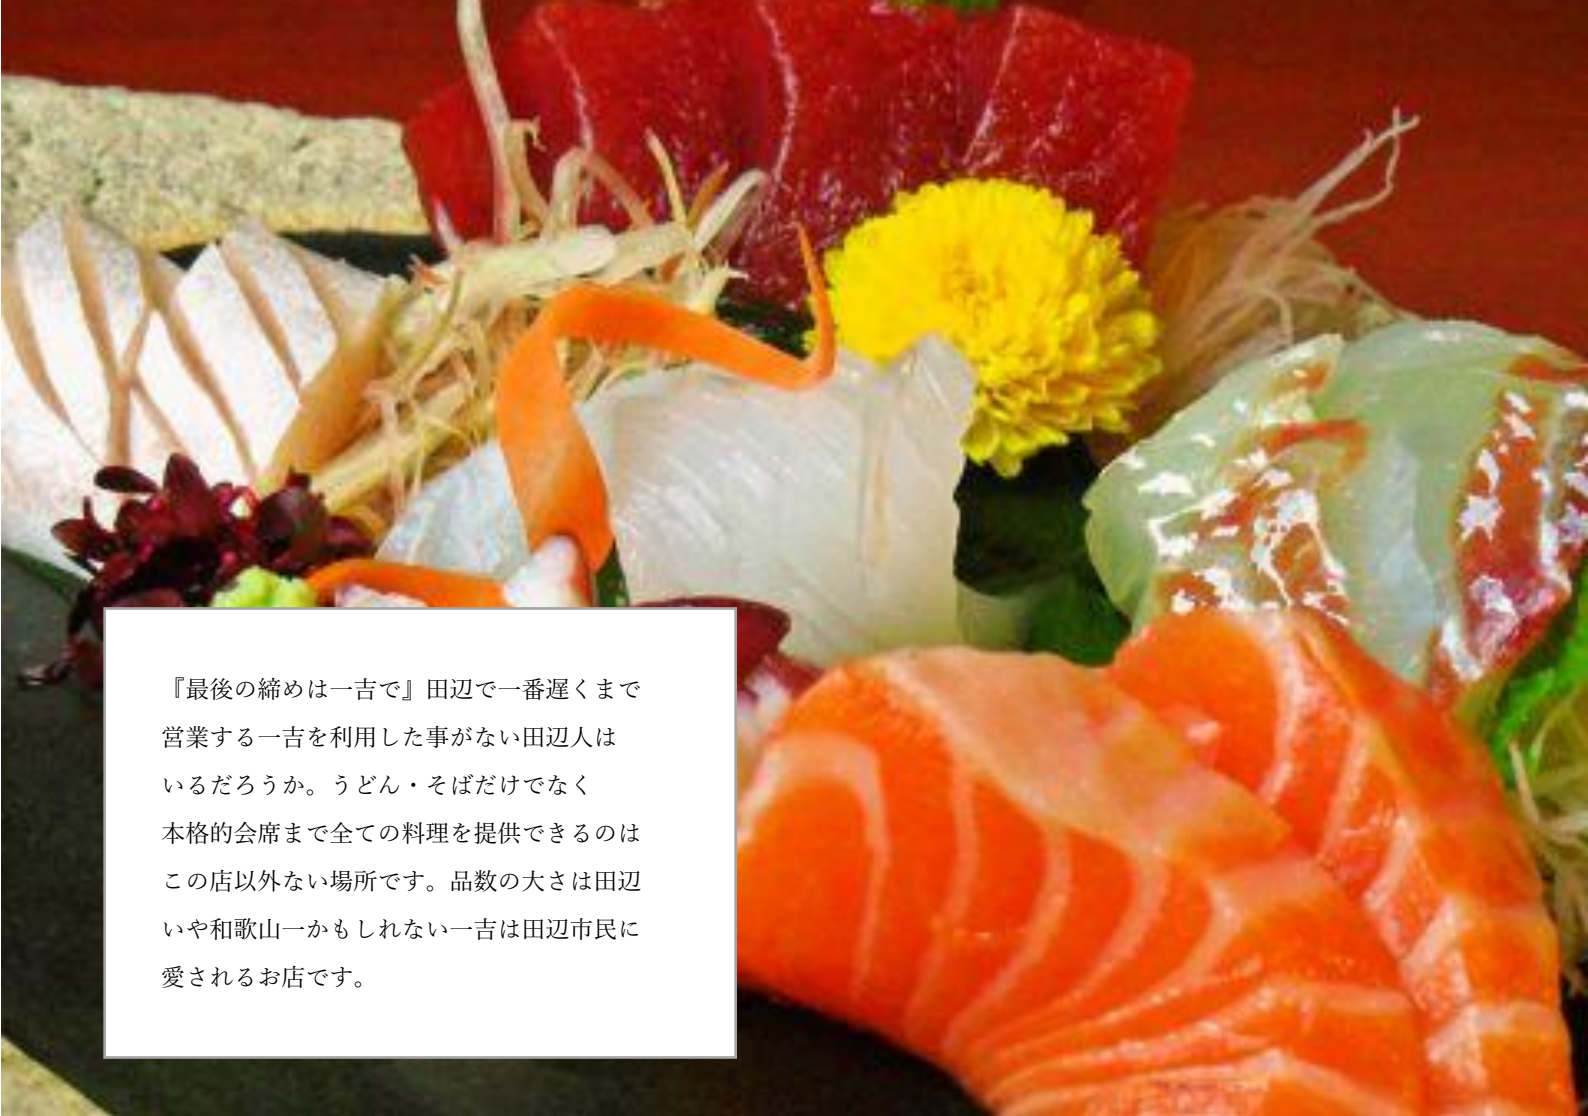 『最後の締めは一吉で』田辺で一番遅くまで
営業する一吉を利用した事がない田辺人は
いるだろうか。うどん・そばだけでなく
本格的会席まで全ての料理を提供できるのは
この店以外ない場所です。品数の大さは田辺
いや和歌山一かもしれない一吉は田辺市民に
愛されるお店です。